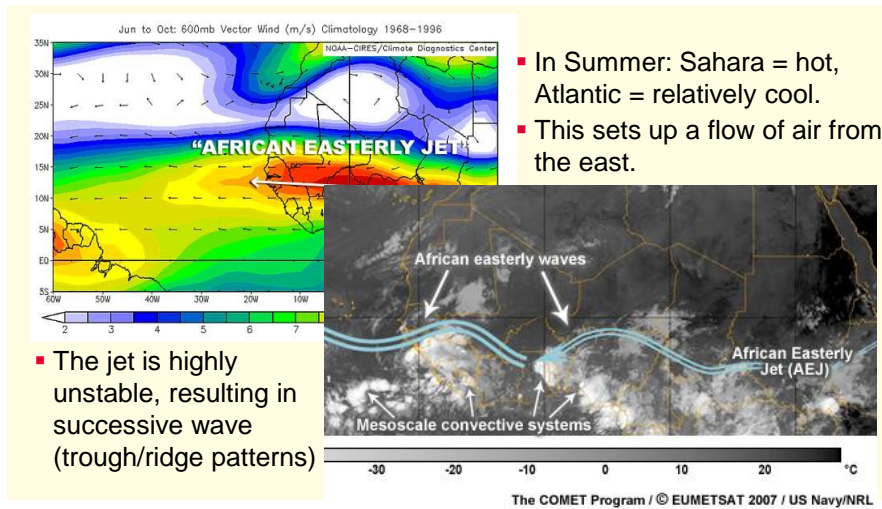 Jun to Oct: 600mb Vector Wind (m/s) Climatology 1968-1996
NOAA-CIRES/Climate Diagnostics Center
35N
30N
25N
20N
15N
10N
5N
EQ
5S
60W
50W
40W
30W
20W
10W
2
3
4
5
6
7
"AFRICAN EASTERLY JET"
▪ In Summer: Sahara = hot,
Atlantic = relatively cool.
▪ This sets up a flow of air from
the east.
African easterly waves
African Easterly
Jet (AEJ)
Mesoscale convective systems
▪ The jet is highly
unstable, resulting in
successive wave
(trough/ridge patterns)
-30
-20
-10
0
10
20
°C
The COMET Program / © EUMETSAT 2007 / US Navy/NRL